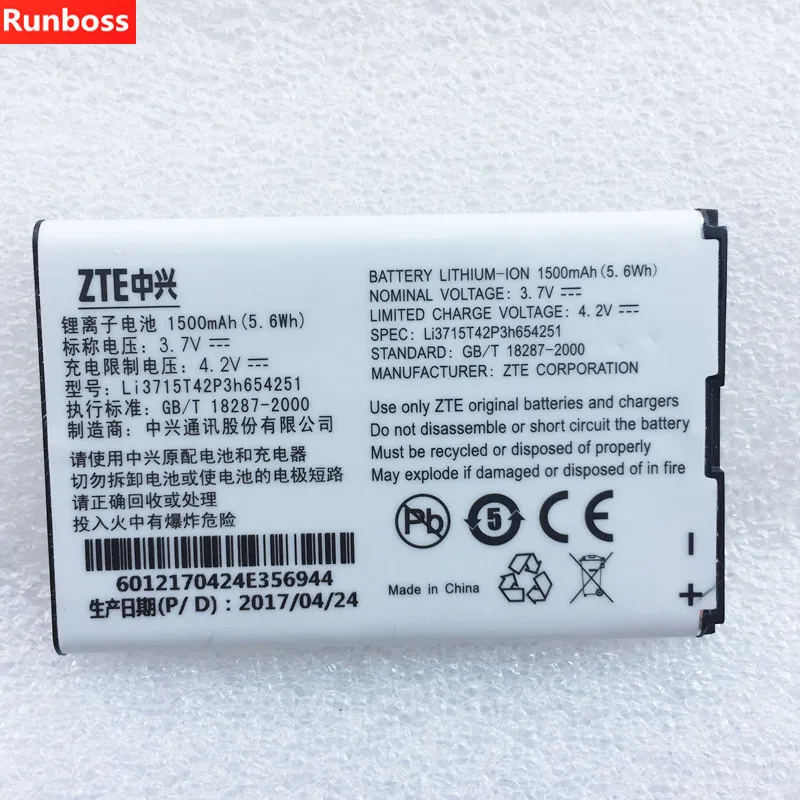 Runboss
ZTE中兴
锂离子电池 1500mAh(5.6Wh)
标称电压: 3.7V
充电限制电压: 4.2V
型号: Li3715T42P3h654251
执行标准: GB/T 18287-2000
制造商: 中兴通讯股份有限公司
请使用中兴原配电池和充电器
切勿拆卸电池或使电池的电极短路
请正确回收或处理
投入火中有爆炸危险
6012170424E356944
生产日期(P/D): 2017/04/24
BATTERY LITHIUM-ION 1500mAh(5.6Wh)
NOMINAL VOLTAGE: 3.7V
LIMITED CHARGE VOLTAGE: 4.2V
SPEC: Li3715T42P3h654251
STANDARD: GB/T 18287-2000
MANUFACTURER: ZTE CORPORATION
Use only ZTE original batteries and chargers
Do not disassemble or short circuit the battery
Must be recycled or disposed of properly
May explode if damaged or disposed of in fire
Pb 5 CE
Made in China
-
+